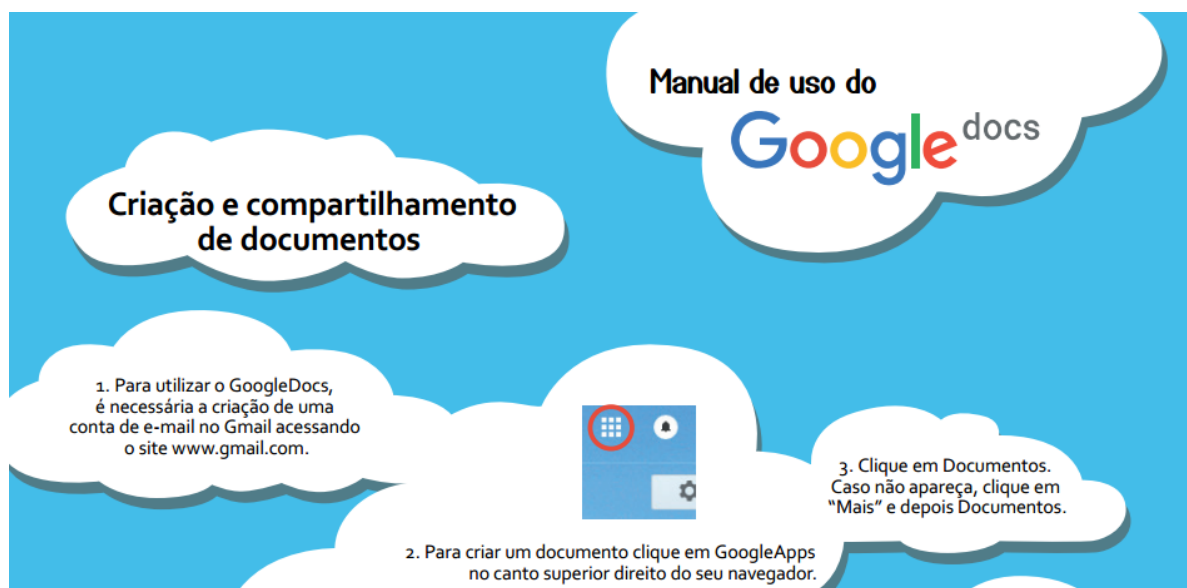 Manual de uso do
Google docs
Criação e compartilhamento
de documentos
1. Para utilizar o GoogleDocs,
é necessária a criação de uma
conta de e-mail no Gmail acessando
o site www.gmail.com.
2. Para criar um documento clique em GoogleApps
no canto superior direito do seu navegador.
3. Clique em Documentos.
Caso não apareça, clique em
“Mais” e depois Documentos.